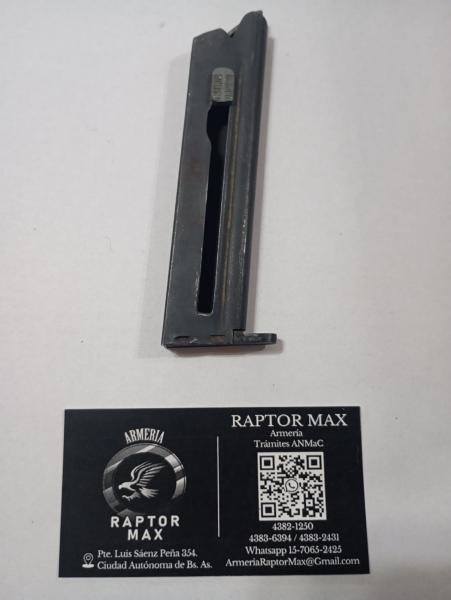 ARMERIA
RAPTOR
MAX
Pte. Luis Sáenz Peña 354.
Ciudad Autónoma de Bs. As.
RAPTOR MAX
Armería
Trámites ANMaC
4382-1250
4383-6394 / 4383-2431
Whatsapp 15-7065-2425
ArmeriaRaptorMax@Gmail.com